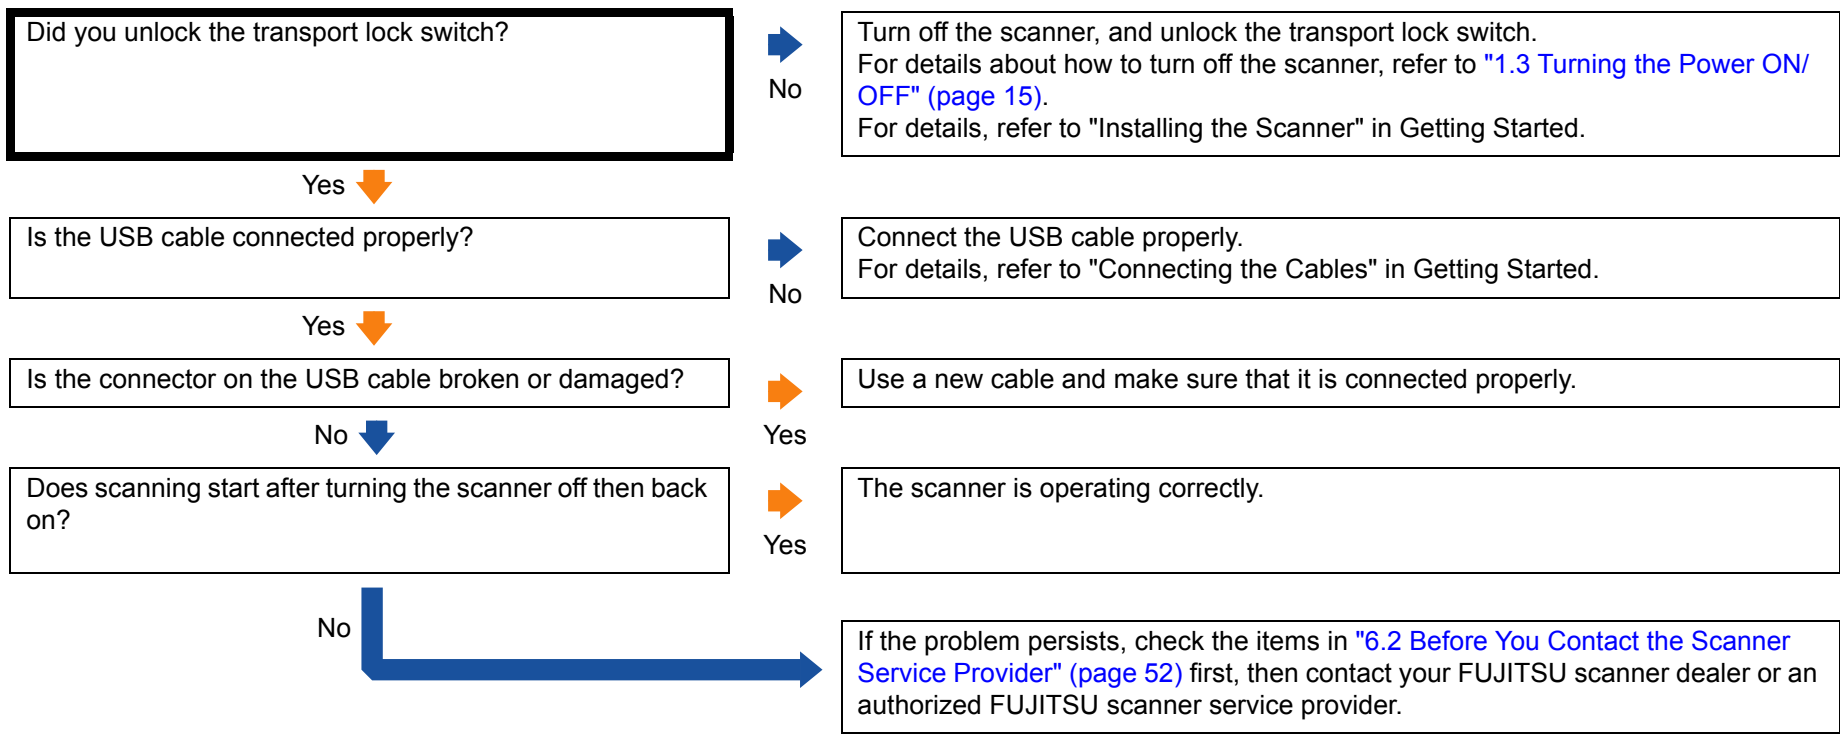 Did you unlock the transport lock switch?
No
Turn off the scanner, and unlock the transport lock switch.
For details about how to turn off the scanner, refer to "1.3 Turning the Power ON/
OFF" (page 15).
For details, refer to "Installing the Scanner" in Getting Started.
Yes
Is the USB cable connected properly?
No
Connect the USB cable properly.
For details, refer to "Connecting the Cables" in Getting Started.
Yes
Is the connector on the USB cable broken or damaged?
Yes
Use a new cable and make sure that it is connected properly.
No
Does scanning start after turning the scanner off then back
on?
Yes
The scanner is operating correctly.
No
If the problem persists, check the items in "6.2 Before You Contact the Scanner
Service Provider" (page 52) first, then contact your FUJITSU scanner dealer or an
authorized FUJITSU scanner service provider.